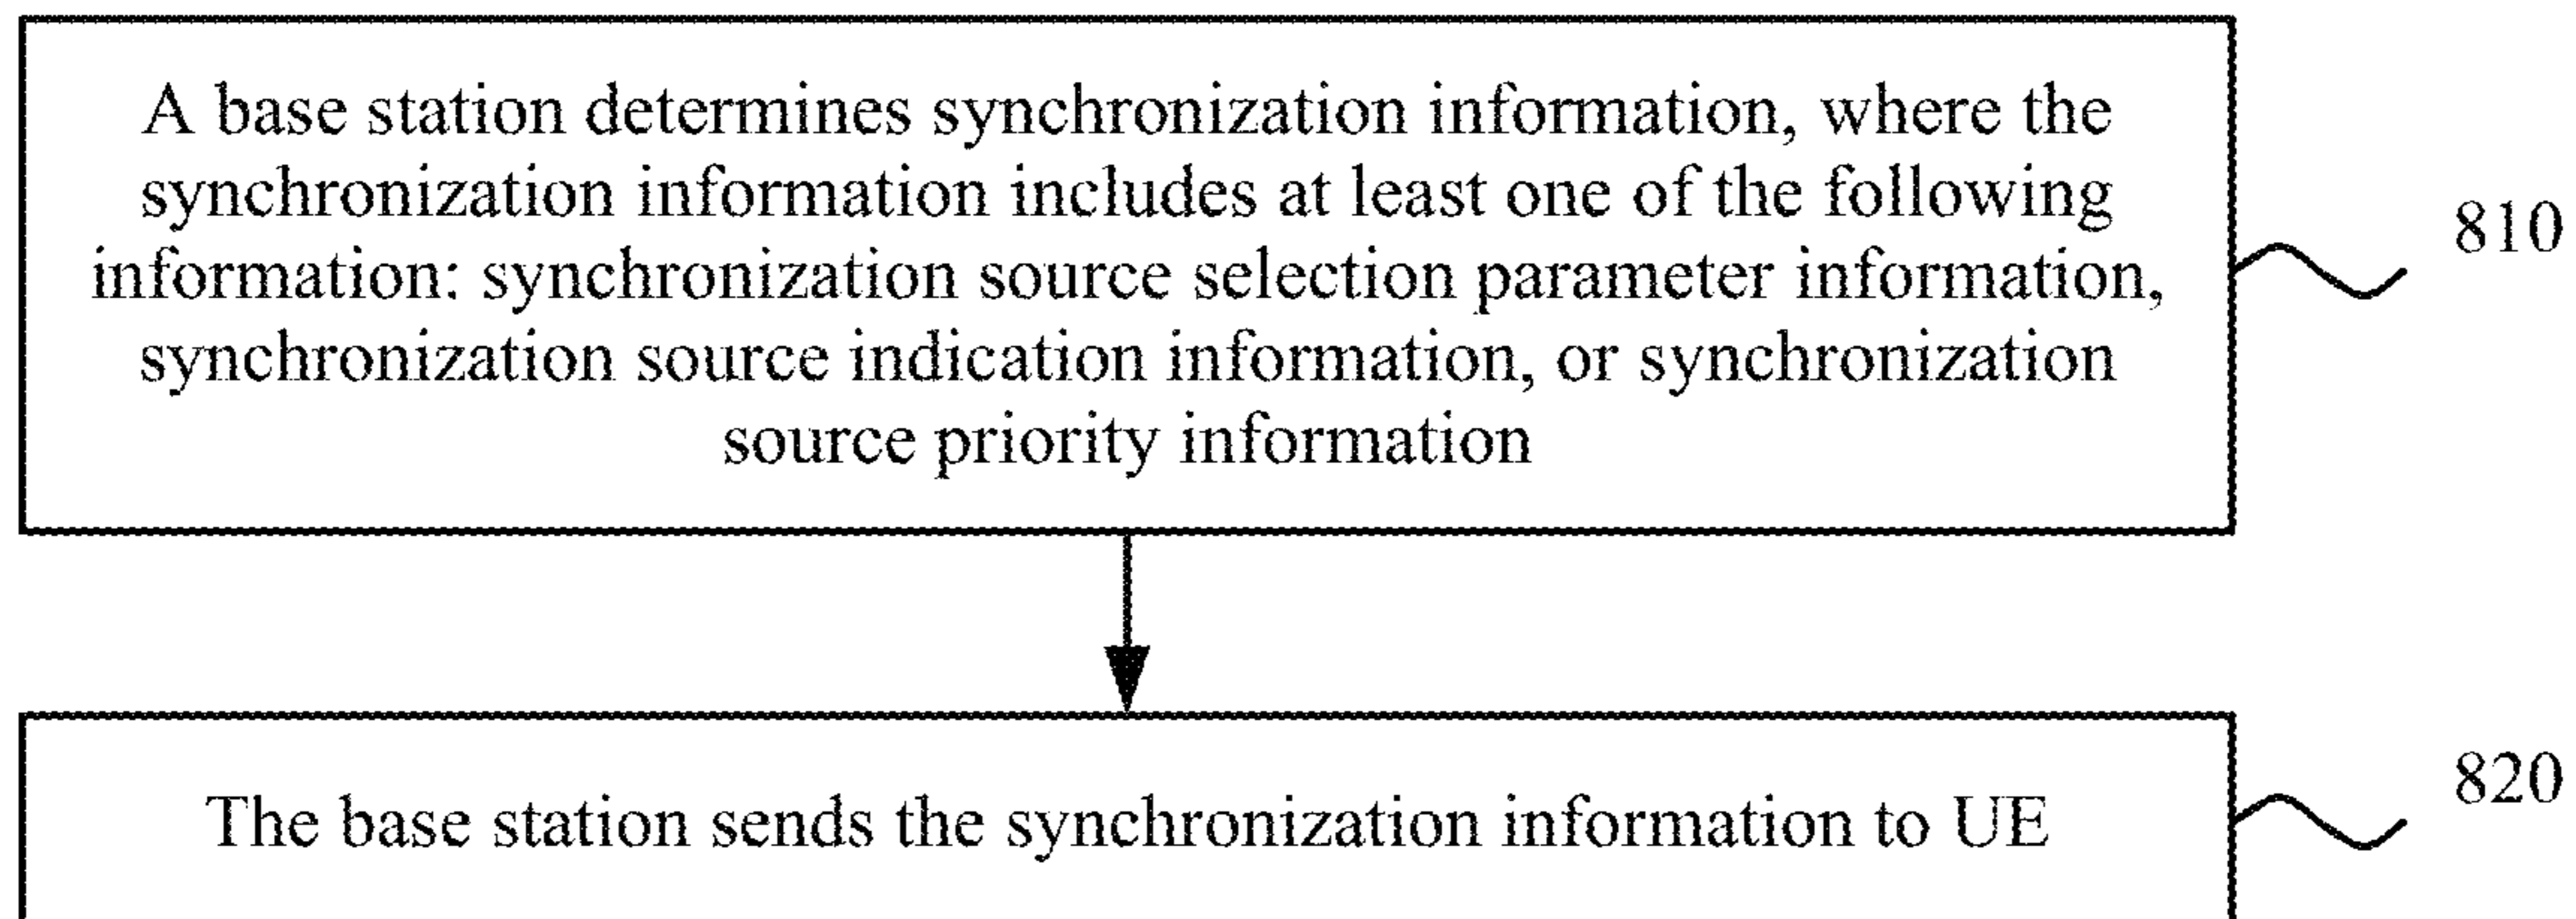 A base station determines synchronization information, where the
synchronization information includes at least one of the following
information: synchronization source selection parameter information,
synchronization source indication information, or synchronization
source priority information
810
The base station sends the synchronization information to UE
820